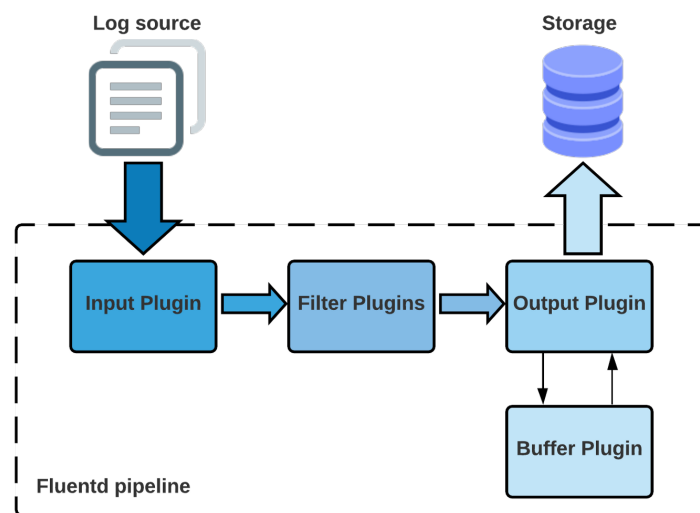 Log source
Storage
Input Plugin
Filter Plugins
Output Plugin
Buffer Plugin
Fluentd pipeline